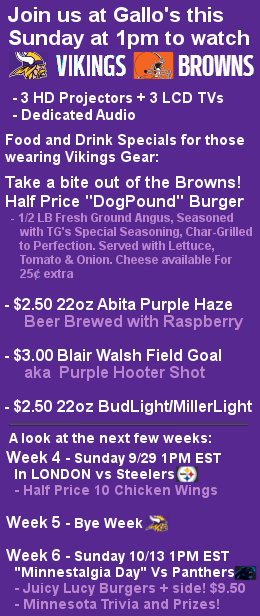 Join us at Gallo's this
Sunday at 1pm to watch
VIKINGS BROWNS
- 3 HD Projectors + 3 LCD TVs
- Dedicated Audio
Food and Drink Specials for those
wearing Vikings Gear:
Take a bite out of the Browns!
Half Price "DogPound" Burger
- 1/2 LB Fresh Ground Angus, Seasoned
with TG's Special Seasoning, Char-Grilled
to Perfection. Served with Lettuce,
Tomato & Onion. Cheese available For
25¢ extra
- $2.50 22oz Abita Purple Haze
Beer Brewed with Raspberry
- $3.00 Blair Walsh Field Goal
aka Purple Hooter Shot
- $2.50 22oz BudLight/MillerLight
A look at the next few weeks:
Week 4 - Sunday 9/29 1PM EST
In LONDON vs Steelers
- Half Price 10 Chicken Wings
Week 5 - Bye Week
Week 6 - Sunday 10/13 1PM EST
"Minnestalgia Day" Vs Panthers
- Juicy Lucy Burgers + side! $9.50
- Minnesota Trivia and Prizes!